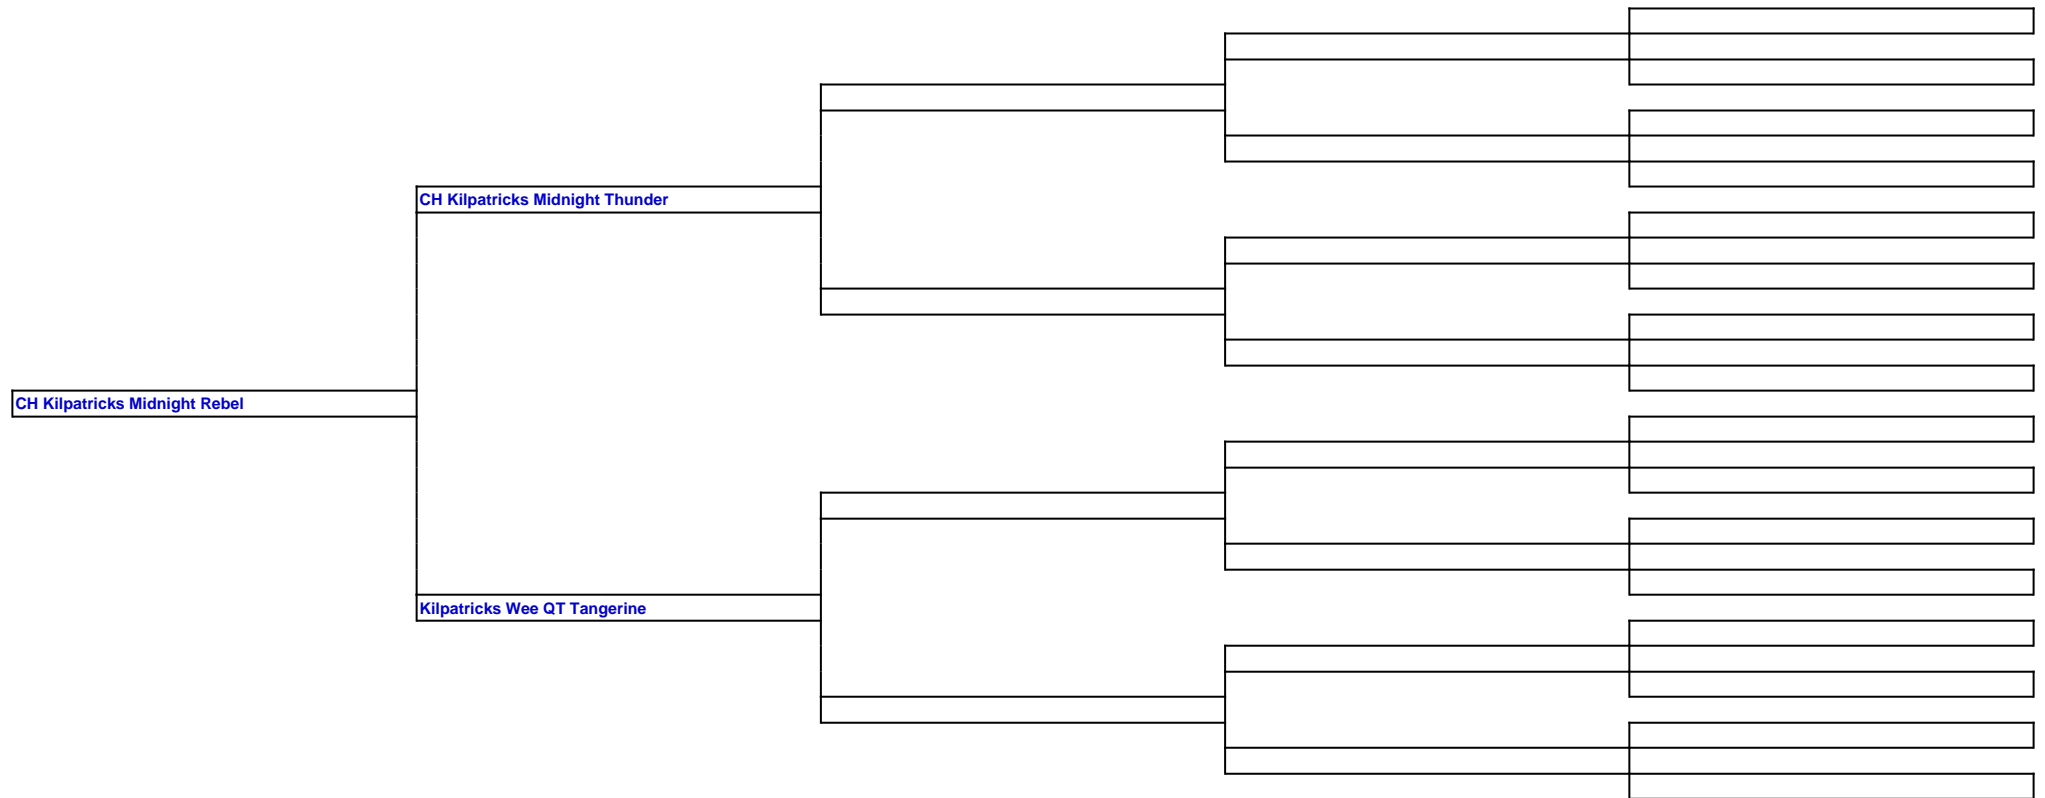 CH Kilpatricks Midnight Thunder
CH Kilpatricks Midnight Rebel
Kilpatricks Wee QT Tangerine